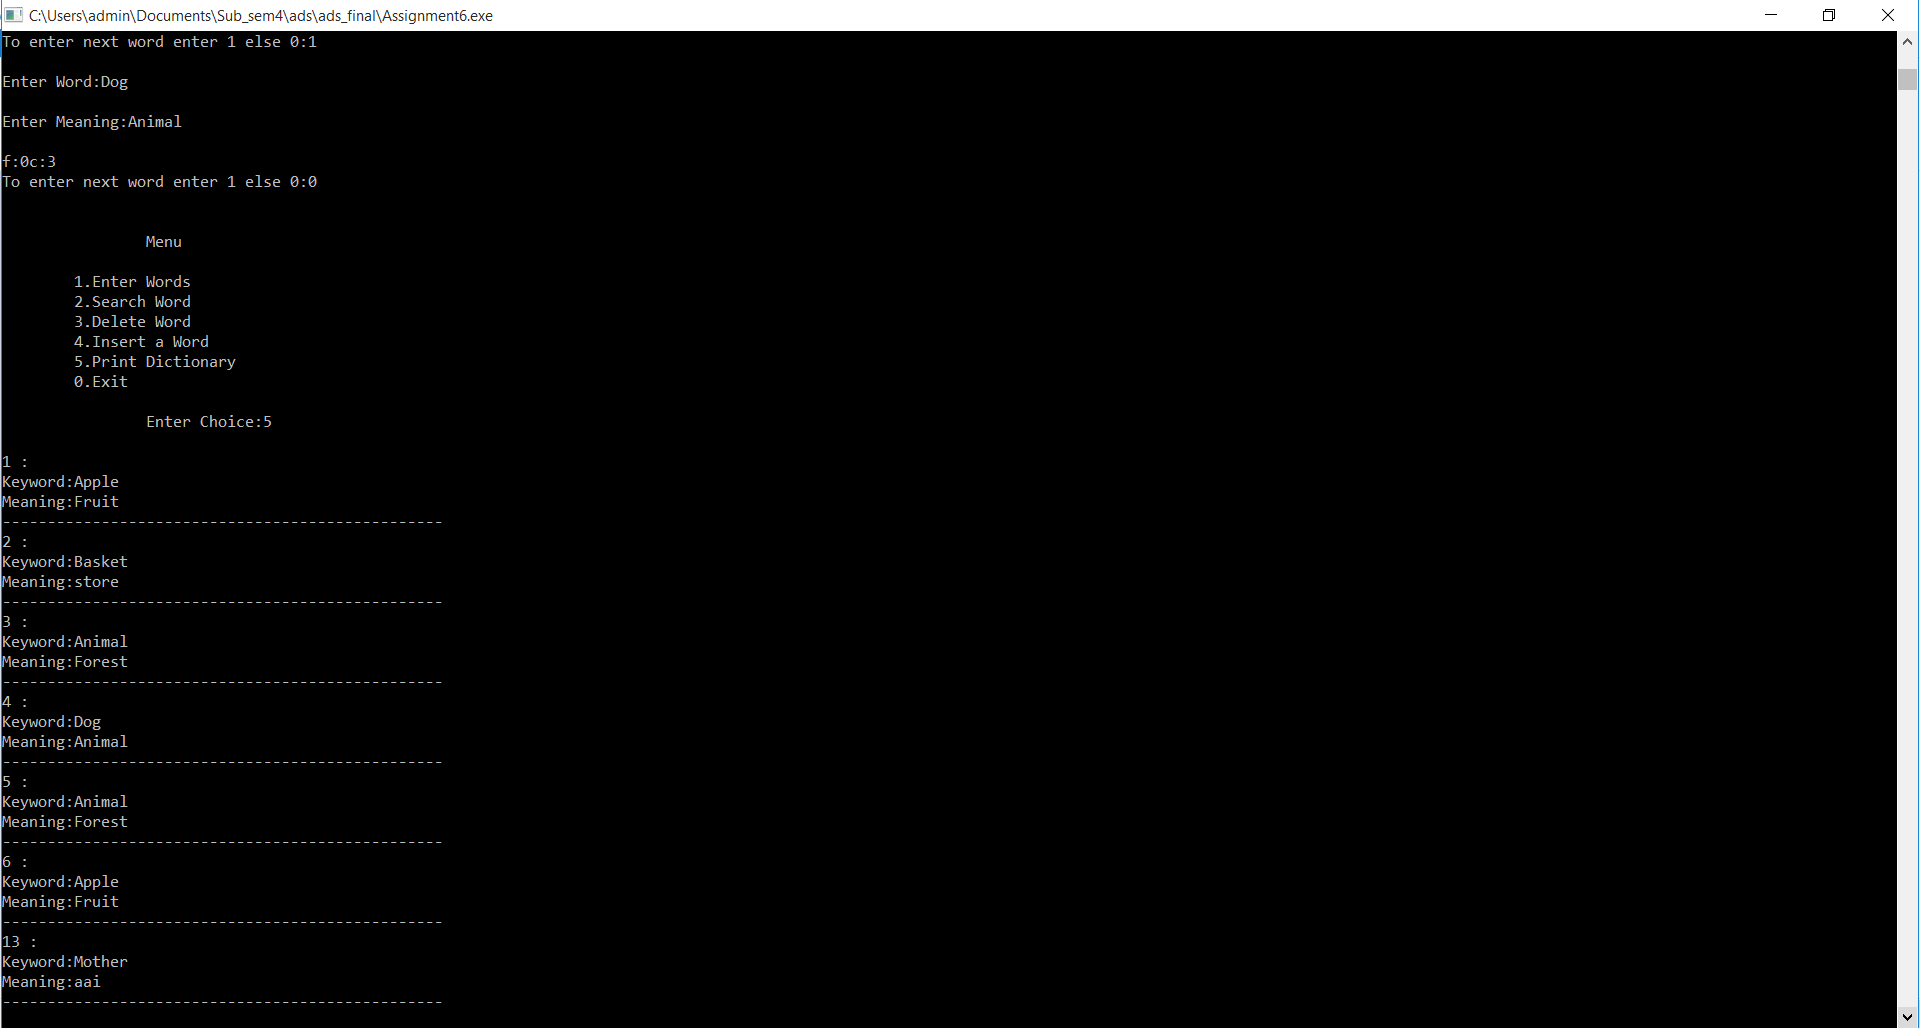 C:\Users\admin\Documents\Sub_sem4\ads\ads_final\Assignment6.exe
To enter next word enter 1 else 0:1
Enter Word:Dog
Enter Meaning:Animal
f:0c:3
To enter next word enter 1 else 0:0
Menu
1.Enter Words
2.Search Word
3.Delete Word
4.Insert a Word
5.Print Dictionary
0.Exit
Enter Choice:5
1 :
Keyword:Apple
Meaning:Fruit
-------------------------------------------------
2 :
Keyword:Basket
Meaning:store
-------------------------------------------------
3 :
Keyword:Animal
Meaning:Forest
-------------------------------------------------
4 :
Keyword:Dog
Meaning:Animal
-------------------------------------------------
5 :
Keyword:Animal
Meaning:Forest
-------------------------------------------------
6 :
Keyword:Apple
Meaning:Fruit
-------------------------------------------------
13 :
Keyword:Mother
Meaning:aai
-------------------------------------------------